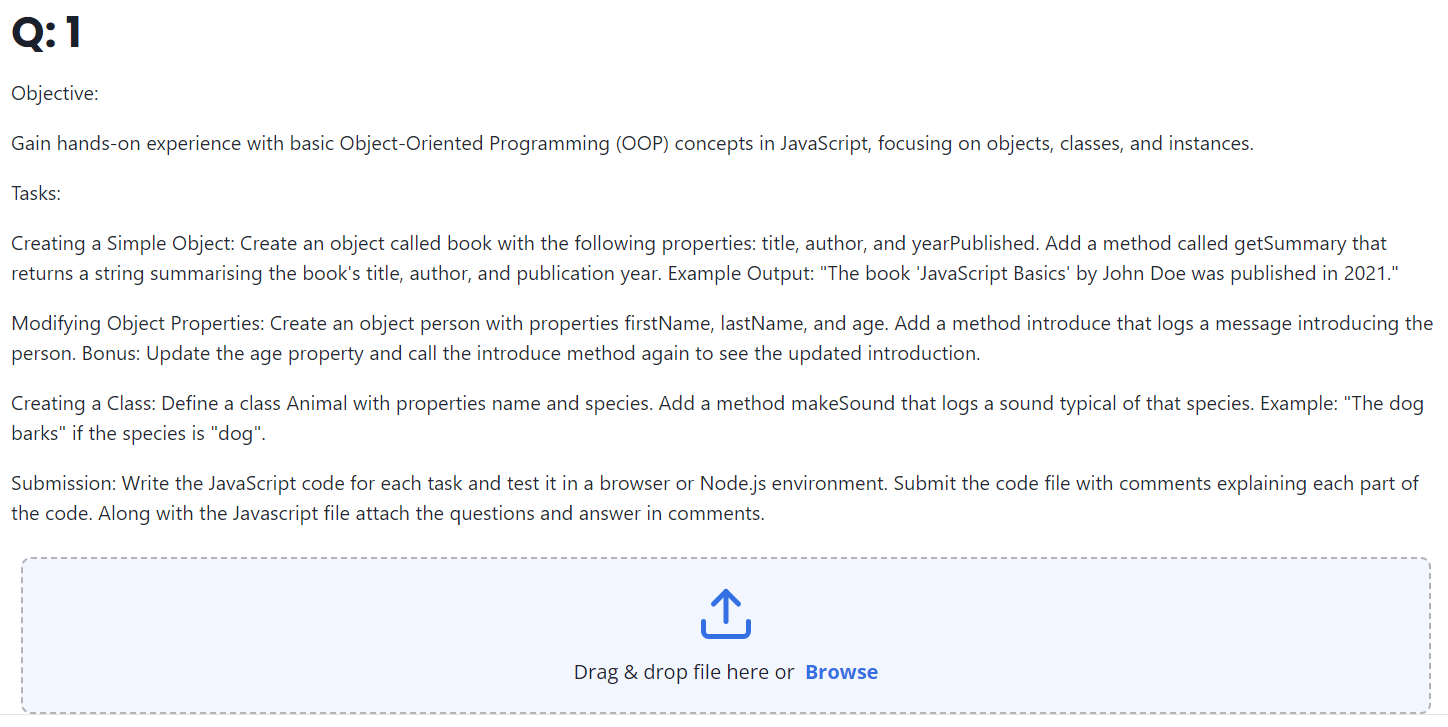 Q: 1
Objective:
Gain hands-on experience with basic Object-Oriented Programming (OOP) concepts in JavaScript, focusing on objects, classes, and instances.
Tasks:
Creating a Simple Object: Create an object called book with the following properties: title, author, and yearPublished. Add a method called getSummary that
returns a string summarising the book's title, author, and publication year. Example Output: "The book 'JavaScript Basics' by John Doe was published in 2021."
Modifying Object Properties: Create an object person with properties firstName, lastName, and age. Add a method introduce that logs a message introducing the
person. Bonus: Update the age property and call the introduce method again to see the updated introduction.
Creating a Class: Define a class Animal with properties name and species. Add a method makeSound that logs a sound typical of that species. Example: "The dog
barks" if the species is "dog".
Submission: Write the JavaScript code for each task and test it in a browser or Node.js environment. Submit the code file with comments explaining each part of
the code. Along with the Javascript file attach the questions and answer in comments.
Drag & drop file here or Browse